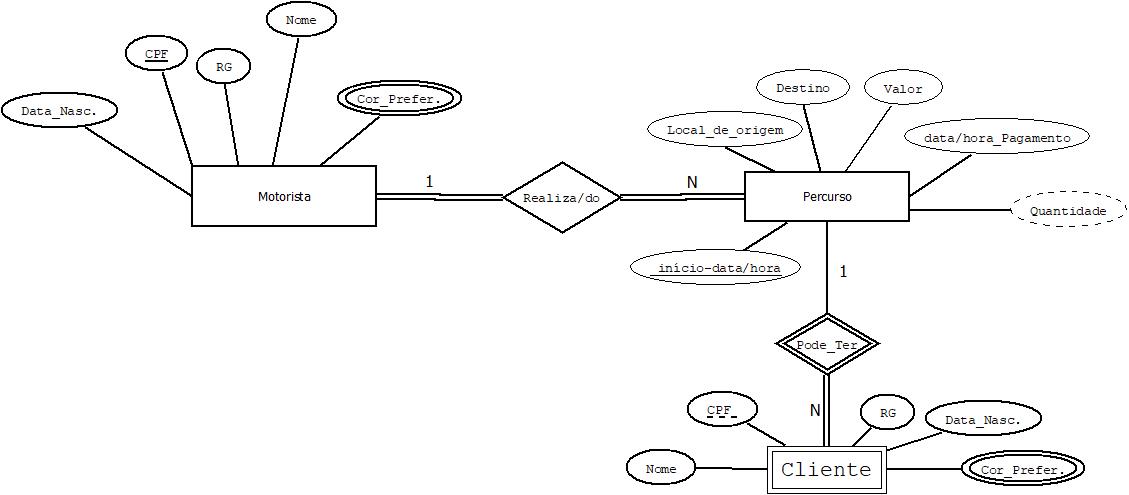 Nome
CPF
RG
Data_Nasc.
Cor_Prefer.
Destino
Valor
Local_de_origem
data/hora_Pagamento
Motorista
1
Realiza/do
N
Percurso
Quantidade
início-data/hora
1
Pode_Ter
N
CPF
RG
Data_Nasc.
Nome
Cliente
Cor_Prefer.